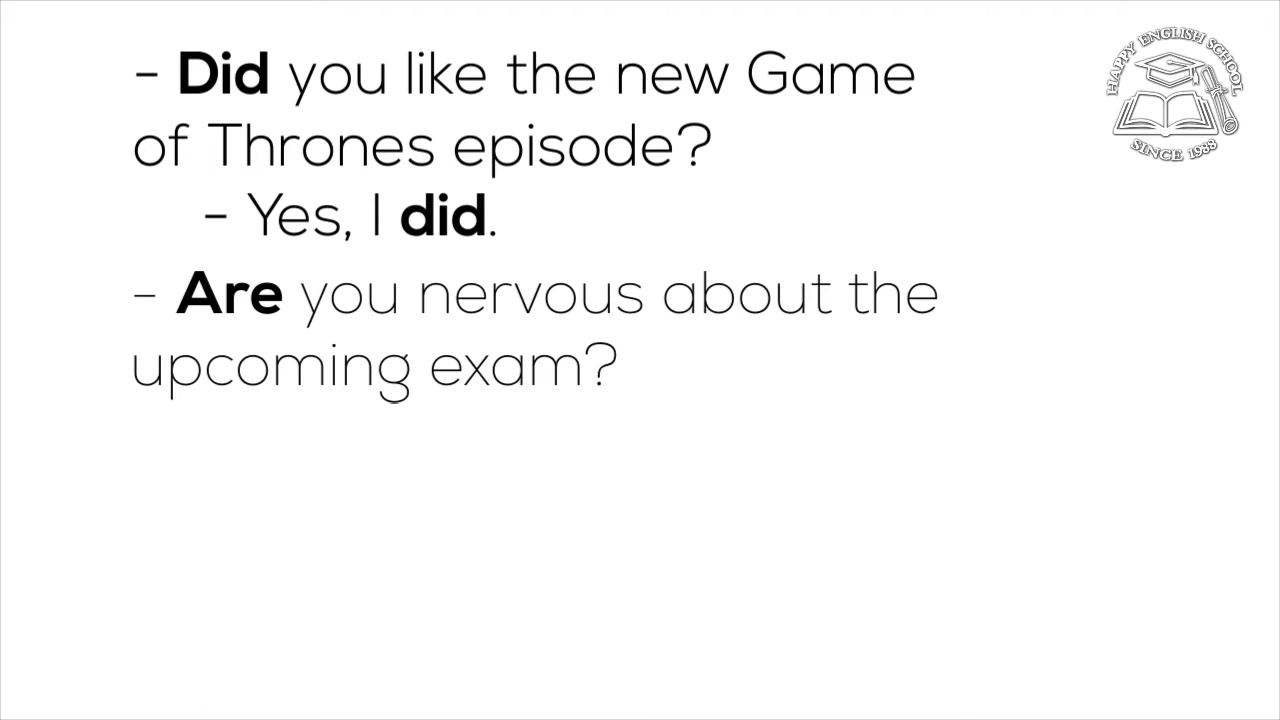 - Did you like the new Game
of Thrones episode?
- Yes, I did.
- Are you nervous about the
upcoming exam?
HAPPY ENGLISH SCHOOL
SINCE 1988